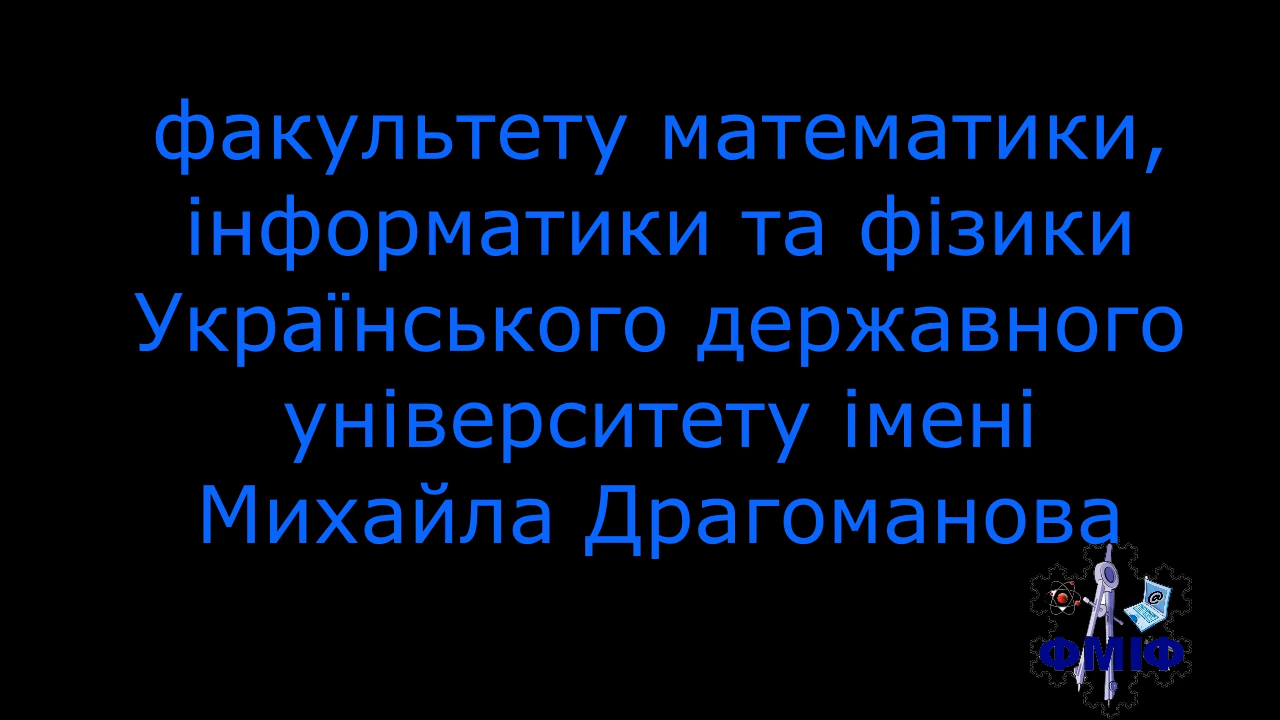 факультету математики,
інформатики та фізики
Українського державного
університету імені
Михайла Драгоманова
@
ФМІФ